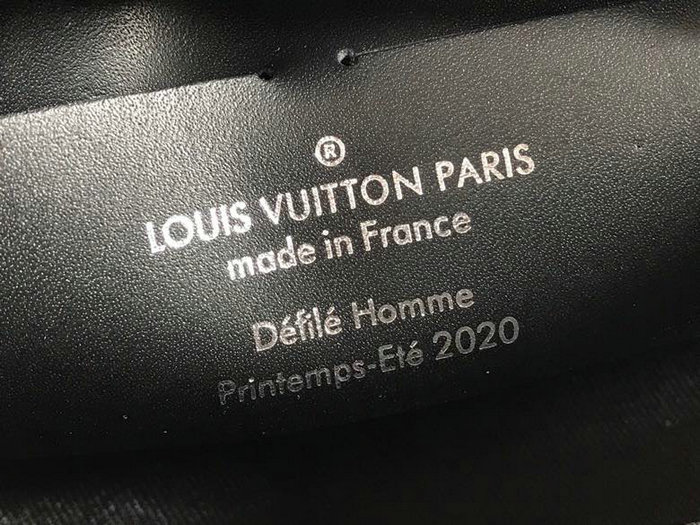 ®
LOUIS VUITTON PARIS
made in France
Défilé Homme
Printemps-Eté 2020